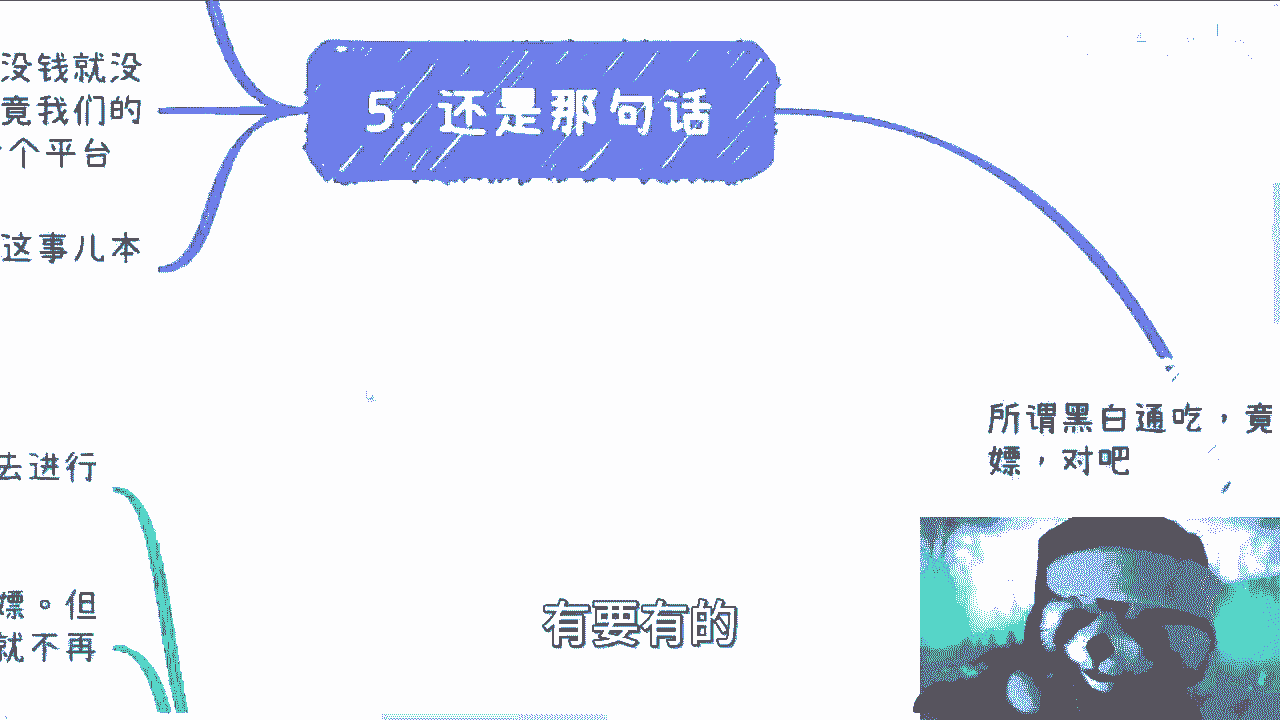 没钱就没
竟我们的
个平台
这事儿本
5. 还是那句话
所谓黑白通吃，竟
嫖，对吧
去进行
嫖。但
就不再
有要有的